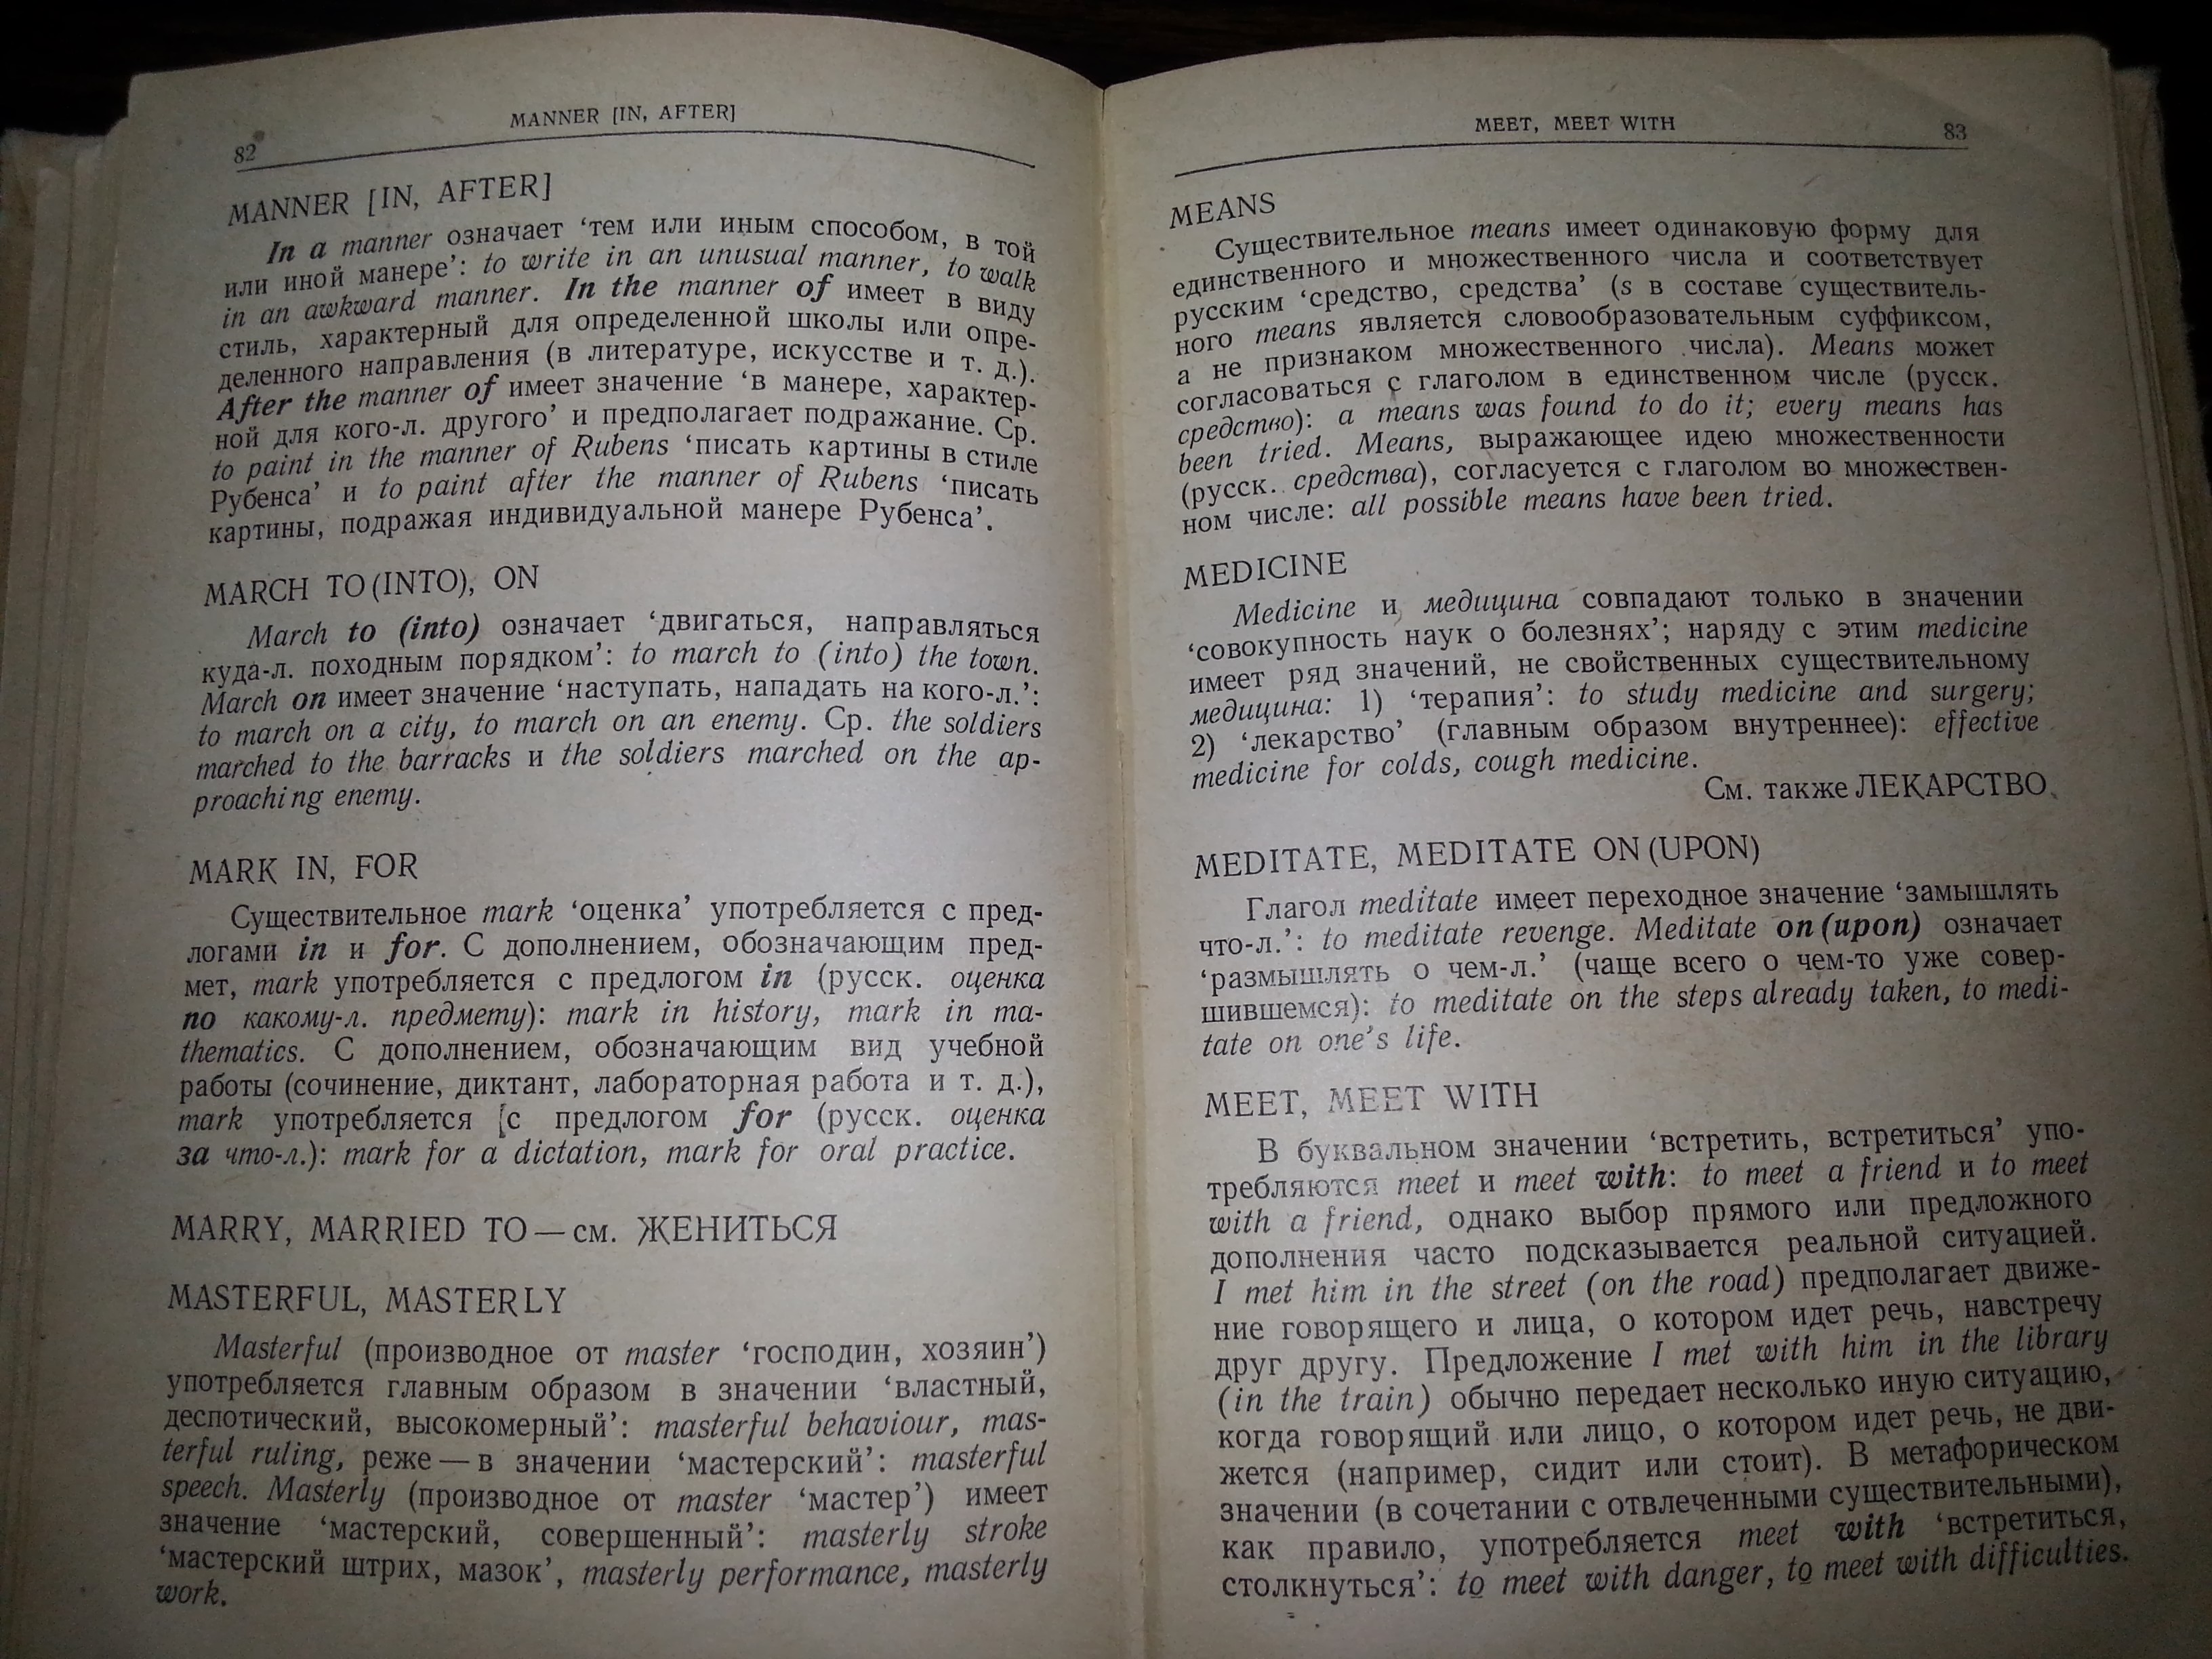 82
MANNER [IN, AFTER]
MANNER [IN, AFTER]
In a manner означает ‘тем или иным способом, в той
или иной манере’: to write in an unusual manner, to walk
in an awkward manner. In the manner of имеет в виду
стиль, характерный для определенной школы или опре-
деленного направления (в литературе, искусстве и т. д.).
After the manner of имеет значение ‘в манере, характер-
ной для кого-л. другого’ и предполагает подражание. Ср.
to paint in the manner of Rubens ‘писать картины в стиле
Рубенса’ и to paint after the manner of Rubens ‘писать
картины, подражая индивидуальной манере Рубенса’.
MARCH TO (INTO), ON
March to (into) означает ‘двигаться, направляться
куда-л. походным порядком’: to march to (into) the town.
March on имеет значение ‘наступать, нападать на кого-л.’:
to march on a city, to march on an enemy. Ср. the soldiers
marched to the barracks и the soldiers marched on the ap-
proaching enemy.
MARK IN, FOR
Существительное mark ‘оценка’ употребляется с пред-
логами in и for. С дополнением, обозначающим пред-
мет, mark употребляется с предлогом in (русск. оценка
по какому-л. предмету): mark in history, mark in ma-
thematics. С дополнением, обозначающим вид учебной
работы (сочинение, диктант, лабораторная работа и т. д.),
mark употребляется [с предлогом for (русск. оценка
за что-л.): mark for a dictation, mark for oral practice.
MARRY, MARRIED TO — см. ЖЕНИТЬСЯ
MASTERFUL, MASTERLY
Masterful (производное от master ‘господин, хозяин’)
употребляется главным образом в значении ‘властный,
деспотический, высокомерный’: masterful behaviour, mas-
terful ruling, реже — в значении ‘мастерский’: masterful
speech. Masterly (производное от master ‘мастер’) имеет
значение ‘мастерский, совершенный’: masterly stroke
‘мастерский штрих, мазок’, masterly performance, masterly
work.
MEET, MEET WITH
83
MEANS
Существительное means имеет одинаковую форму для
единственного и множественного числа и соответствует
русским ‘средство, средства’ (s в составе существитель-
ного means является словообразовательным суффиксом,
а не признаком множественного числа). Means может
согласоваться с глаголом в единственном числе (русск.
средство): a means was found to do it; every means has
been tried. Means, выражающее идею множественности
(русск. средства), согласуется с глаголом во множествен-
ном числе: all possible means have been tried.
MEDICINE
Medicine и медицина совпадают только в значении
‘совокупность наук о болезнях’; наряду с этим medicine
имеет ряд значений, не свойственных существительному
медицина: 1) ‘терапия’: to study medicine and surgery;
2) ‘лекарство’ (главным образом внутреннее): effective
medicine for colds, cough medicine.
См. также ЛЕКАРСТВО
MEDITATE, MEDITATE ON (UPON)
Глагол meditate имеет переходное значение ‘замышлять
что-л.’: to meditate revenge. Meditate on (upon) означает
‘размышлять о чем-л.’ (чаще всего о чем-то уже совер-
шившемся): to meditate on the steps already taken, to medi-
tate on one’s life.
MEET, MEET WITH
В буквальном значении ‘встретить, встретиться’ упо-
требляются meet и meet with: to meet a friend и to meet
with a friend, однако выбор прямого или предложного
дополнения часто подсказывается реальной ситуацией.
I met him in the street (on the road) предполагает движе-
ние говорящего и лица, о котором идет речь, навстречу
друг другу. Предложение I met with him in the library
(in the train) обычно передает несколько иную ситуацию,
когда говорящий или лицо, о котором идет речь, не дви-
жется (например, сидит или стоит). В метафорическом
значении (в сочетании с отвлеченными существительными),
как правило, употребляется meet with ‘встретиться,
столкнуться’: to meet with danger, to meet with difficulties.